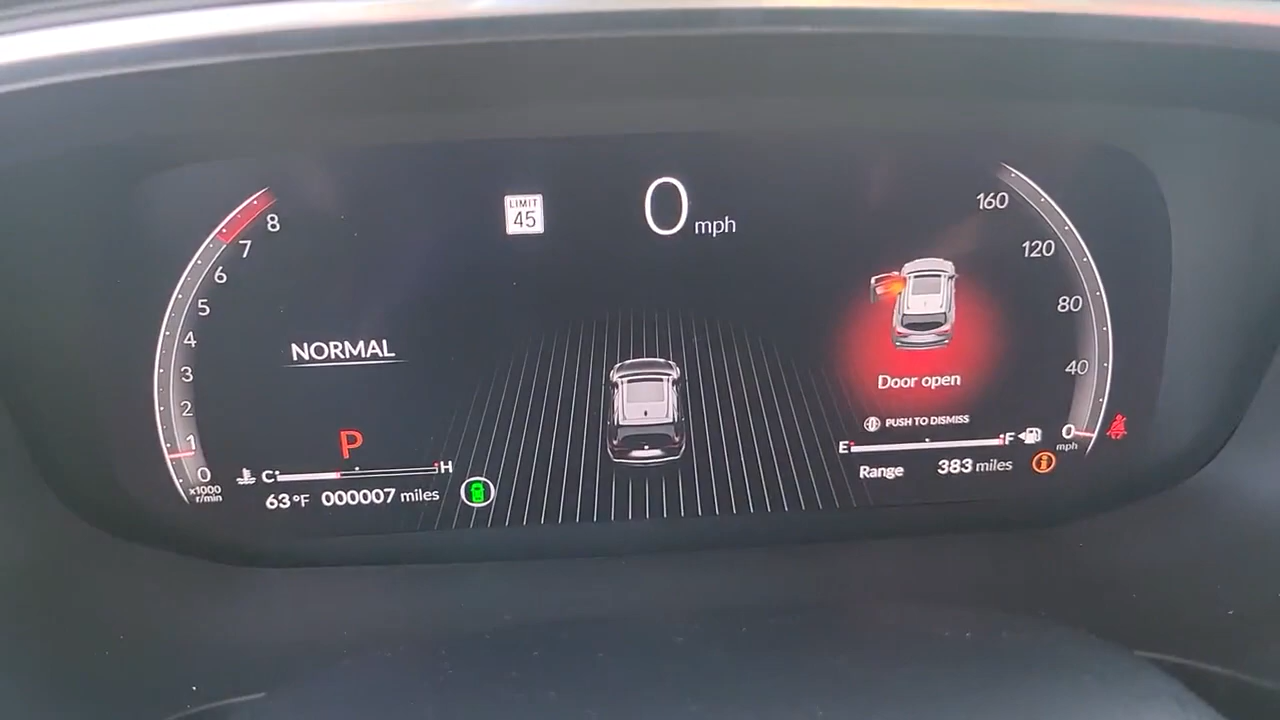 LIMIT
45
0 mph
8
7
6
5
4
3
2
1
0
x1000
r/min
NORMAL
P
C H
63°F 000007 miles
160
120
80
40
0
mph
Door open
PUSH TO DISMISS
E F
Range 383 miles